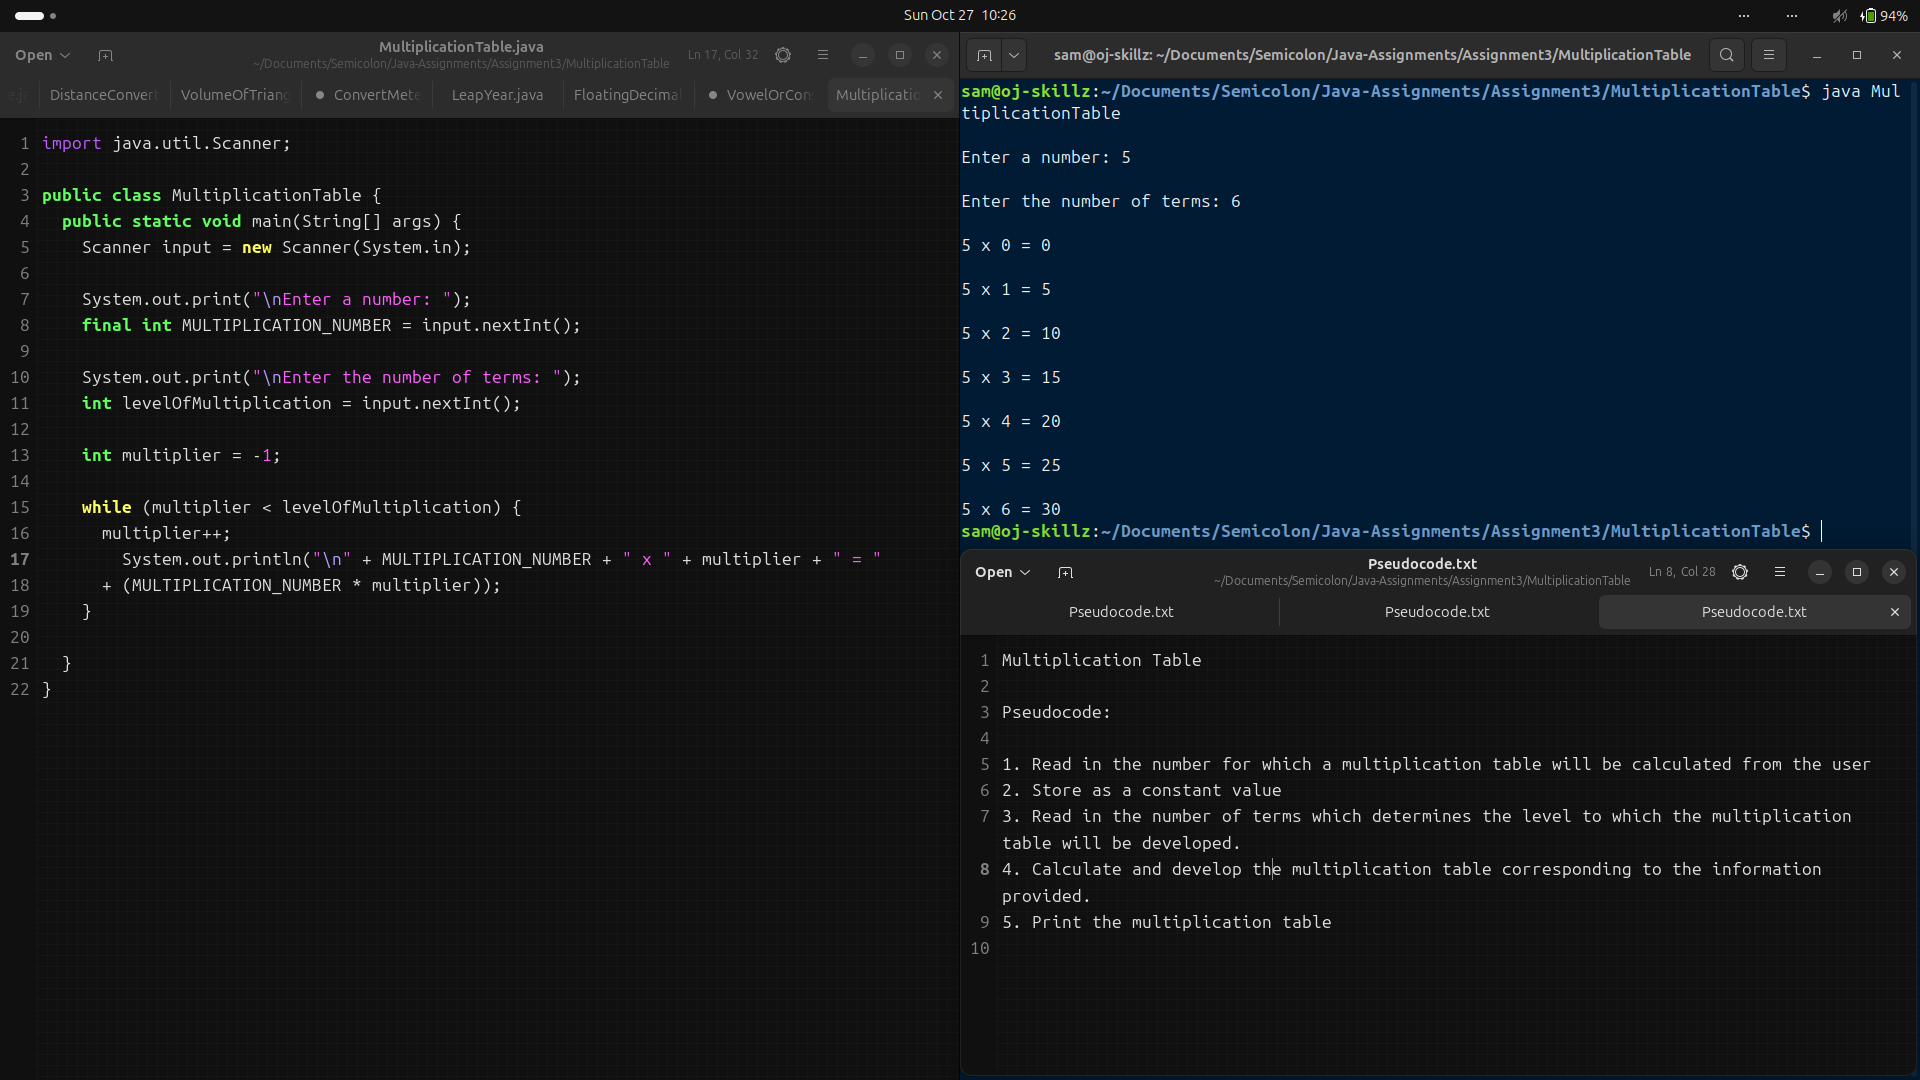 Sun Oct 27  10:26
94%
Open
MultiplicationTable.java
~/Documents/Semicolon/Java-Assignments/Assignment3/MultiplicationTable
Ln 17, Col 32
DistanceConvert
VolumeOfTriang
ConvertMete
LeapYear.java
FloatingDecimal
VowelOrCon
Multiplicatio
1 import java.util.Scanner;
2
3 public class MultiplicationTable {
4 public static void main(String[] args) {
5 Scanner input = new Scanner(System.in);
6
7 System.out.print("\nEnter a number: ");
8 final int MULTIPLICATION_NUMBER = input.nextInt();
9
10 System.out.print("\nEnter the number of terms: ");
11 int levelOfMultiplication = input.nextInt();
12
13 int multiplier = -1;
14
15 while (multiplier < levelOfMultiplication) {
16 multiplier++;
17 System.out.println("\n" + MULTIPLICATION_NUMBER + " x " + multiplier + " = "
18 + (MULTIPLICATION_NUMBER * multiplier));
19 }
20
21 }
22 }
sam@oj-skillz: ~/Documents/Semicolon/Java-Assignments/Assignment3/MultiplicationTable
sam@oj-skillz:~/Documents/Semicolon/Java-Assignments/Assignment3/MultiplicationTable$ java Mul
tiplicationTable
Enter a number: 5
Enter the number of terms: 6
5 x 0 = 0
5 x 1 = 5
5 x 2 = 10
5 x 3 = 15
5 x 4 = 20
5 x 5 = 25
5 x 6 = 30
sam@oj-skillz:~/Documents/Semicolon/Java-Assignments/Assignment3/MultiplicationTable$
Open
Pseudocode.txt
~/Documents/Semicolon/Java-Assignments/Assignment3/MultiplicationTable
Ln 8, Col 28
Pseudocode.txt
Pseudocode.txt
Pseudocode.txt
1 Multiplication Table
2
3 Pseudocode:
4
5 1. Read in the number for which a multiplication table will be calculated from the user
6 2. Store as a constant value
7 3. Read in the number of terms which determines the level to which the multiplication
table will be developed.
8 4. Calculate and develop the multiplication table corresponding to the information
provided.
9 5. Print the multiplication table
10